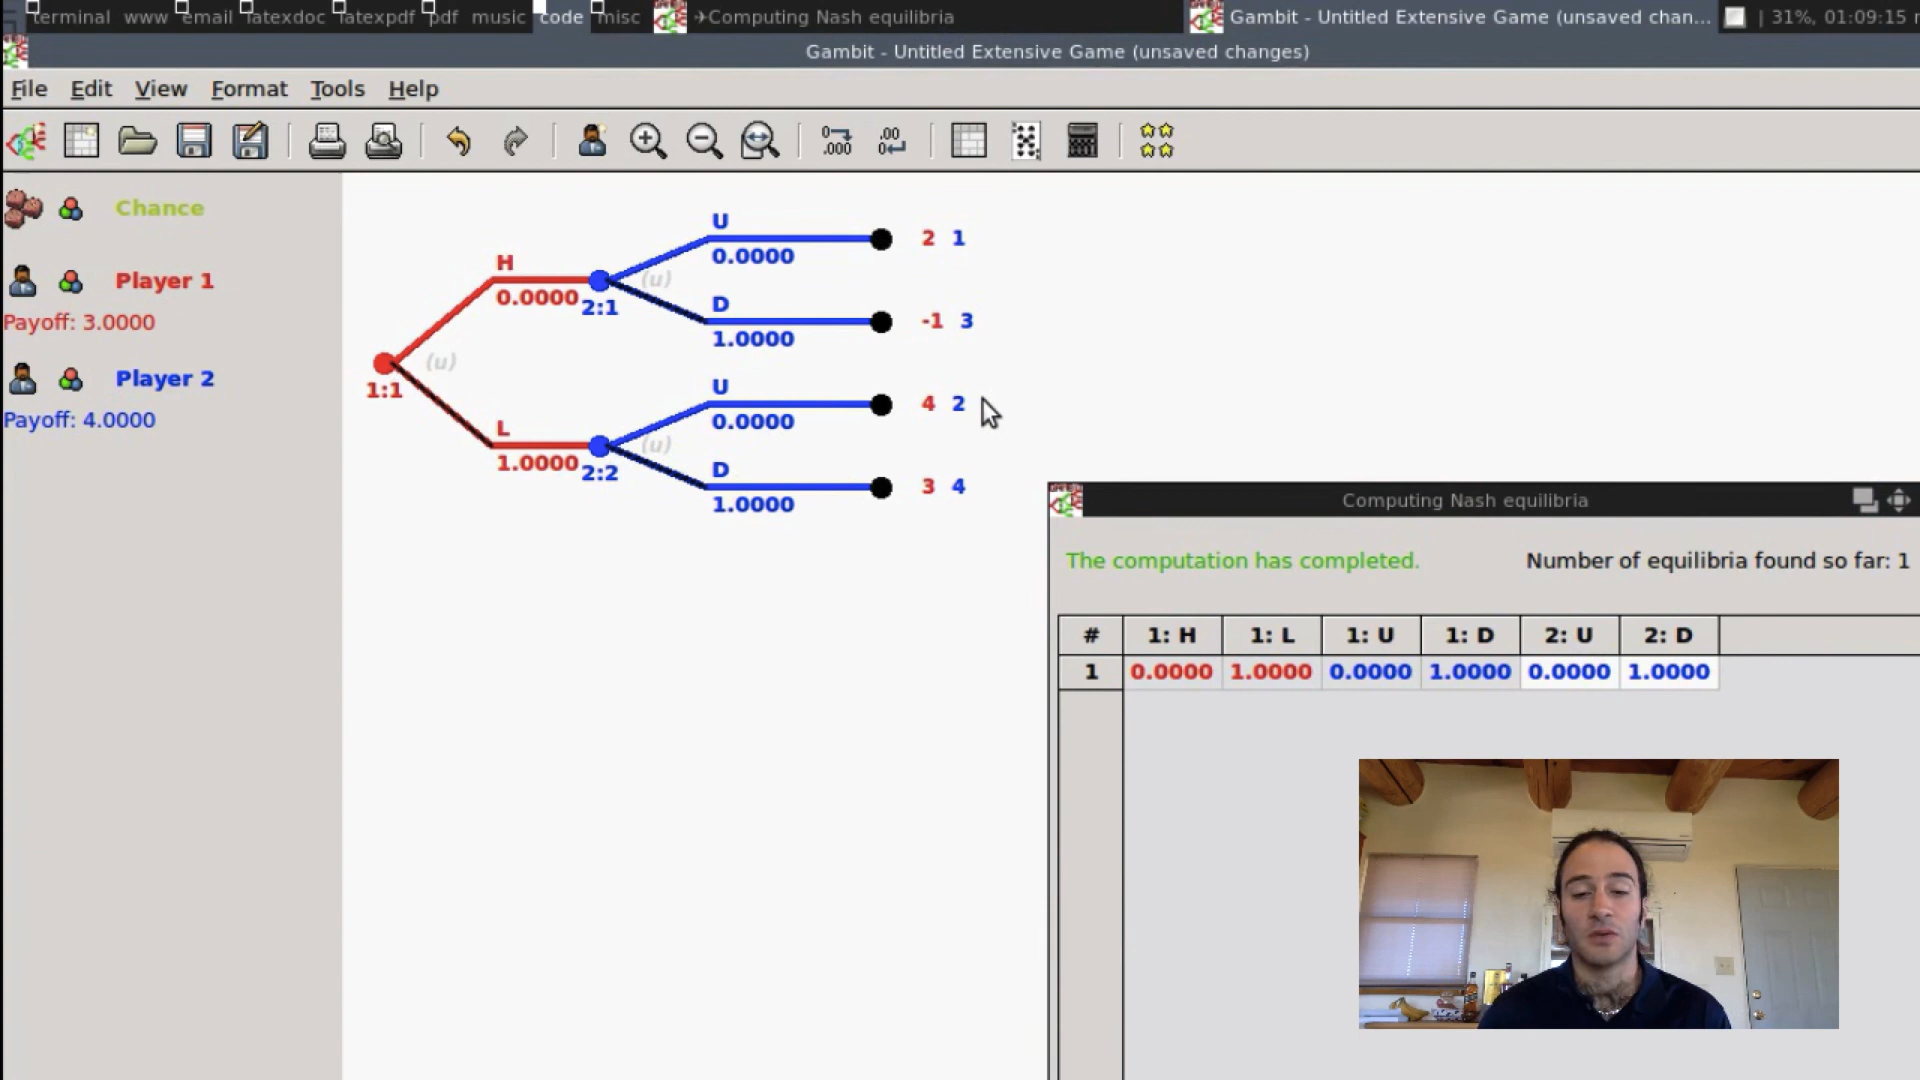 terminal www email latexdoc latexpdf pdf music code misc ✈Computing Nash equilibria Gambit - Untitled Extensive Game (unsaved chan... | 31%, 01:09:15
Gambit - Untitled Extensive Game (unsaved changes)
File Edit View Format Tools Help
Chance
Player 1
Payoff: 3.0000
Player 2
Payoff: 4.0000
U
0.0000
2 1
H
0.0000
2:1
(u)
D
1.0000
-1 3
1:1
(u)
U
0.0000
4 2
L
1.0000
2:2
(u)
D
1.0000
3 4
Computing Nash equilibria
The computation has completed. Number of equilibria found so far: 1
# 1: H 1: L 1: U 1: D 2: U 2: D
1 0.0000 1.0000 0.0000 1.0000 0.0000 1.0000